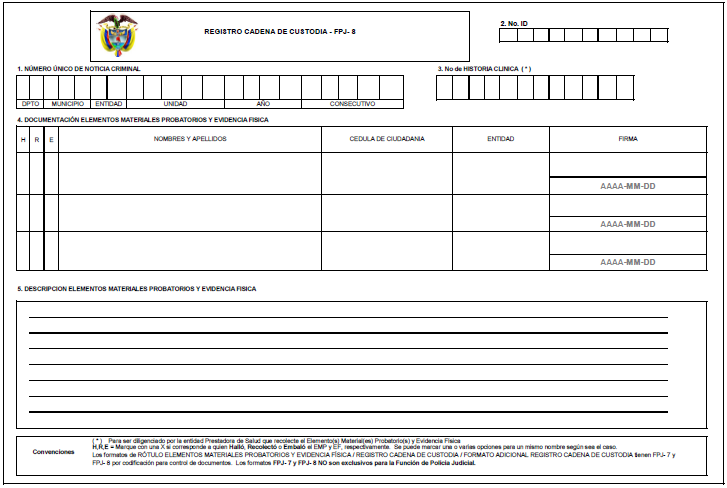 REGISTRO CADENA DE CUSTODIA - FPJ- 8
2. No. ID
1. NÚMERO ÚNICO DE NOTICIA CRIMINAL
3. No de HISTORIA CLINICA ( * )
DPTO MUNICIPIO ENTIDAD UNIDAD AÑO CONSECUTIVO
4. DOCUMENTACIÓN ELEMENTOS MATERIALES PROBATORIOS Y EVIDENCIA FISICA
H R E NOMBRES Y APELLIDOS CEDULA DE CIUDADANIA ENTIDAD FIRMA
AAAA-MM-DD
AAAA-MM-DD
AAAA-MM-DD
5. DESCRIPCION ELEMENTOS MATERIALES PROBATORIOS Y EVIDENCIA FISICA
Convenciones
( * ) Para ser diligenciado por la entidad Prestadora de Salud que recolecte el Elemento(s) Material(es) Probatorio(s) y Evidencia Física
H,R,E = Marque con una X si corresponde a quien Halló, Recolectó o Embaló el EMP y EF, respectivamente. Se puede marcar una o varias opciones para un mismo nombre según sea el caso.
Los formatos de RÓTULO ELEMENTOS MATERIALES PROBATORIOS Y EVIDENCIA FÍSICA / REGISTRO CADENA DE CUSTODIA / FORMATO ADICIONAL REGISTRO CADENA DE CUSTODIA tienen FPJ- 7 y
FPJ- 8 por codificación para control de documentos. Los formatos FPJ- 7 y FPJ- 8 NO son exclusivos para la Función de Policía Judicial.